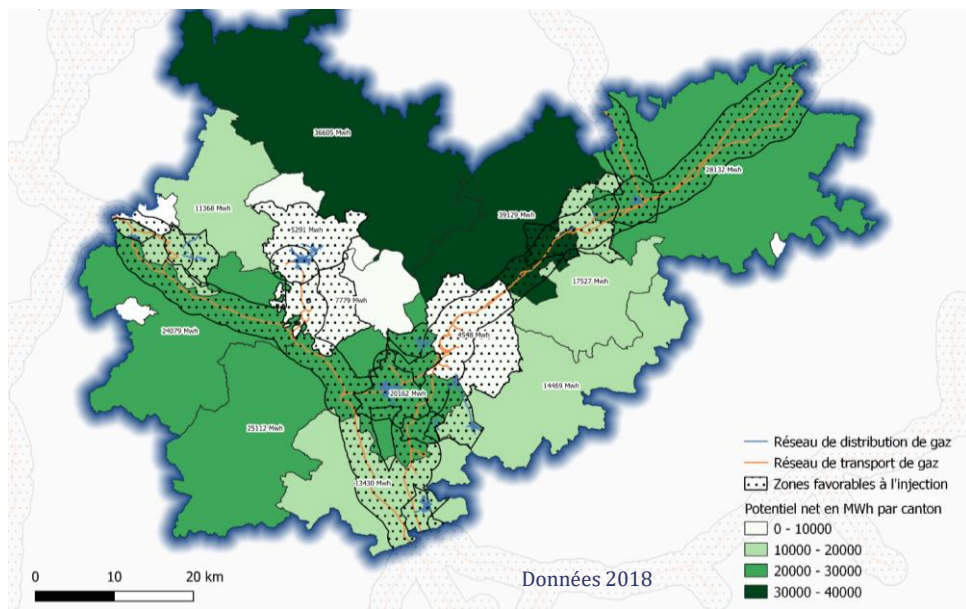 36605 Mwh
28132 Mwh
11368 Mwh
39129 Mwh
5291 Mwh
17527 Mwh
7779 Mwh
24079 Mwh
4548 Mwh
14469 Mwh
20162 Mwh
25112 Mwh
13430 Mwh
Réseau de distribution de gaz
Réseau de transport de gaz
Zones favorables à l'injection
Potentiel net en MWh par canton
0 - 10000
10000 - 20000
20000 - 30000
30000 - 40000
0 10 20 km
Données 2018